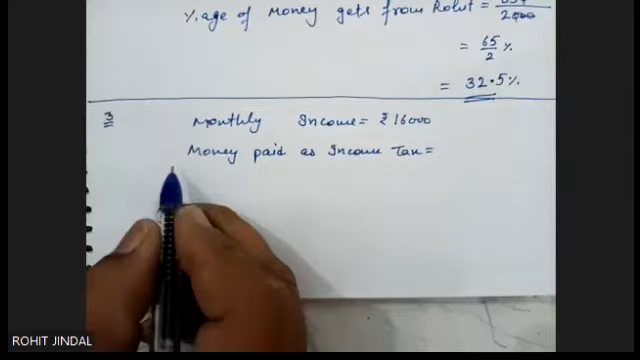 %.age of Money gets from Rohit =
2000
= 65/2 %
= 32.5%
3 Monthly Income = ₹16000
Money paid as Income Tax =
ROHIT JINDAL